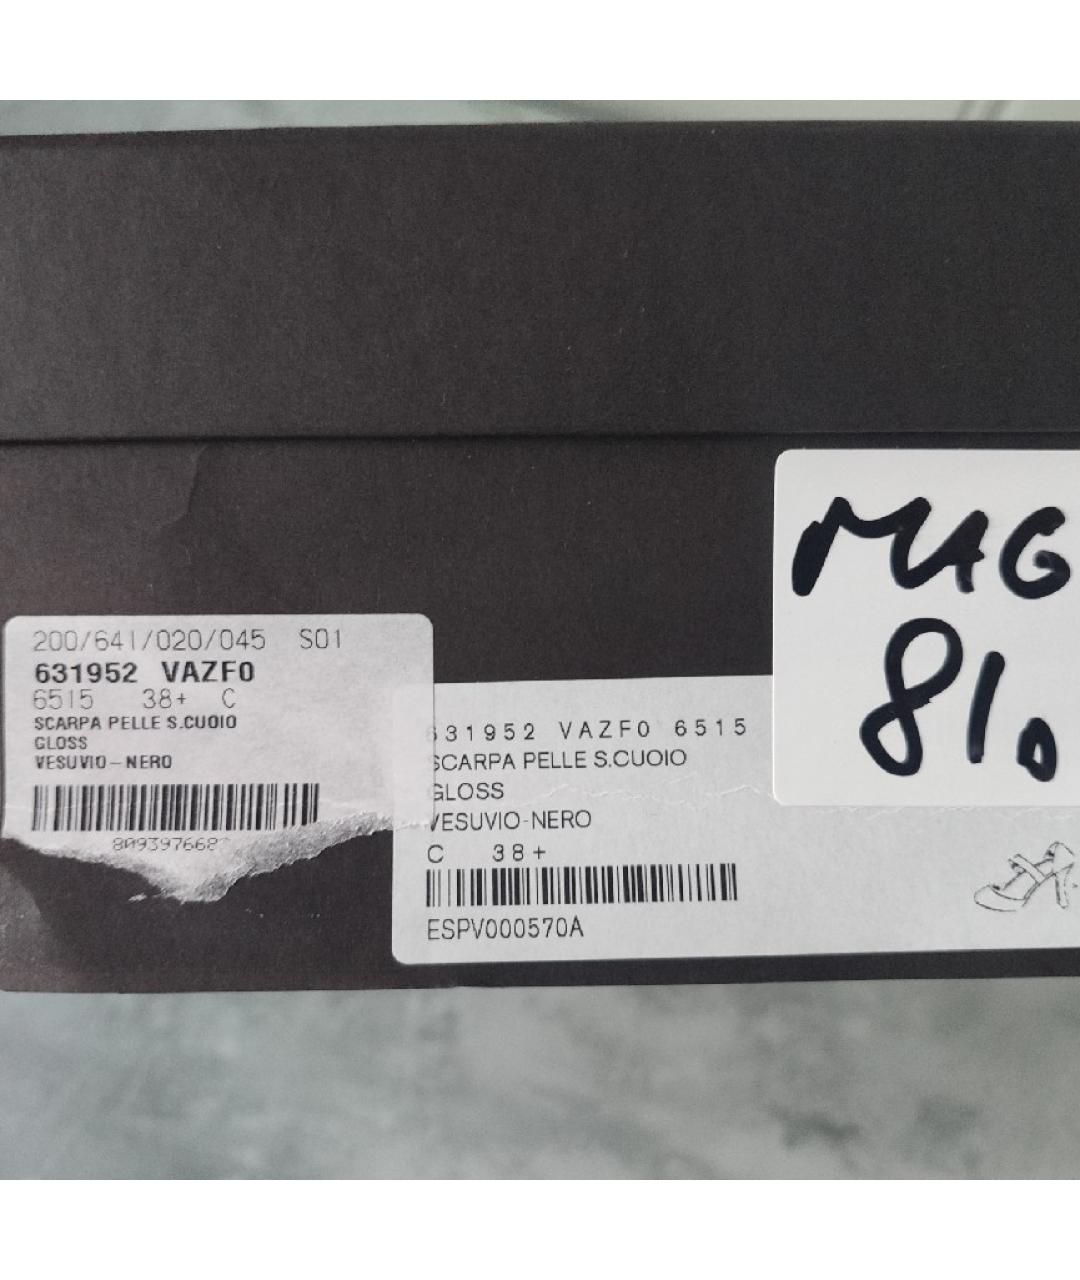 200/641/020/045 S01
631952 VAZF0
6515 38+ C
SCARPA PELLE S.CUOIO
GLOSS
VESUVIO-NERO
631952 VAZF0 6515
SCARPA PELLE S.CUOIO
GLOSS
VESUVIO-NERO
C 38+
ESPV000570A
MAG
81.